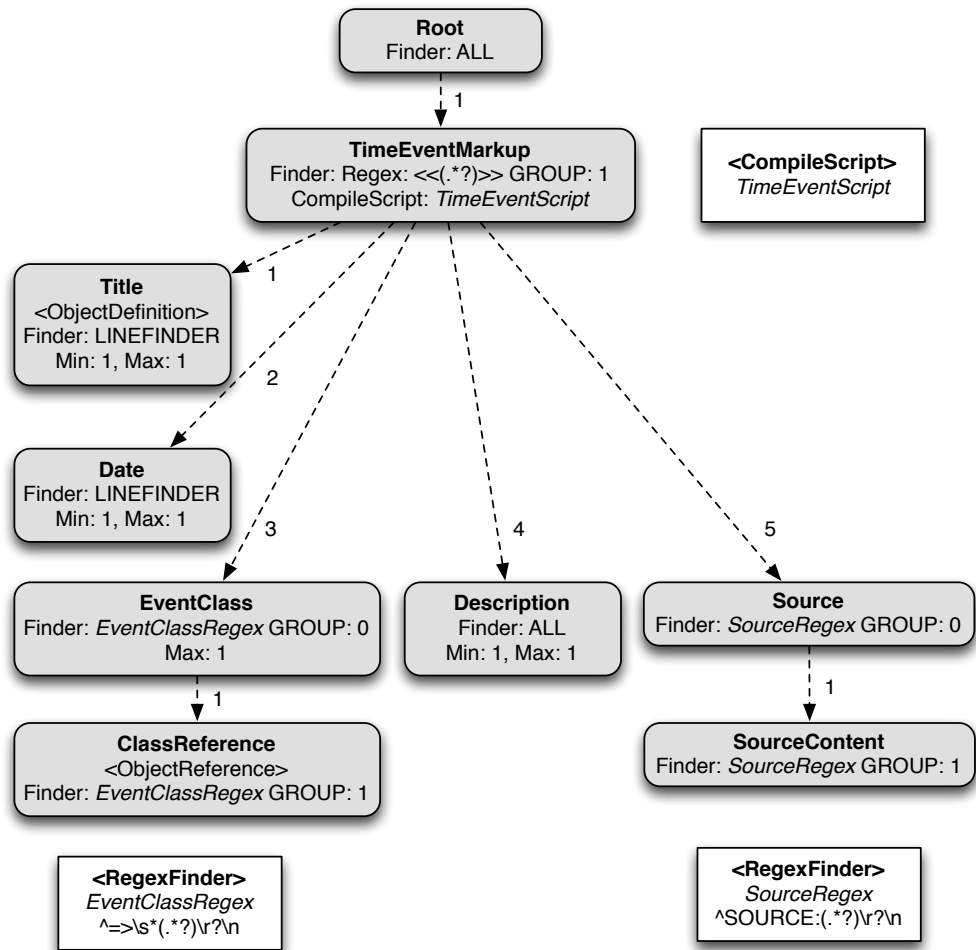 Root
Finder: ALL
1
TimeEventMarkup
Finder: Regex: <<(.*?)>> GROUP: 1
CompileScript: TimeEventScript
<CompileScript>
TimeEventScript
1
Title
<ObjectDefinition>
Finder: LINEFINDER
Min: 1, Max: 1
2
Date
Finder: LINEFINDER
Min: 1, Max: 1
3
4
5
EventClass
Finder: EventClassRegex GROUP: 0
Max: 1
Description
Finder: ALL
Min: 1, Max: 1
Source
Finder: SourceRegex GROUP: 0
1
1
ClassReference
<ObjectReference>
Finder: EventClassRegex GROUP: 1
SourceContent
Finder: SourceRegex GROUP: 1
<RegexFinder>
EventClassRegex
^=>\s*(.*?)\r?\n
<RegexFinder>
SourceRegex
^SOURCE:(.*?)\r?\n